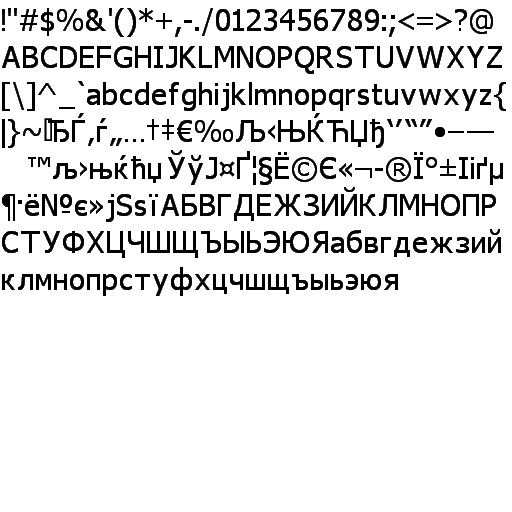 !"#$%&'()*+,-./0123456789:;<=>?@
ABCDEFGHIJKLMNOPQRSTUVWXYZ
[\]^_`abcdefghijklmnopqrstuvwxyz{
|}~▯ЂЃ‚ѓ„…†‡€‰Љ‹ЊЌЋЏђ‘’“”•–—
™љ›њќћџ ЎўЈ¤Ґ¦§Ё©Є«¬-®Ї°±Ііґµ
¶·ё№є»јЅѕїАБВГДЕЖЗИЙКЛМНОПР
СТУФХЦЧШЩЪЫЬЭЮЯабвгдежзий
клмнопрстуфхцчшщъыьэюя